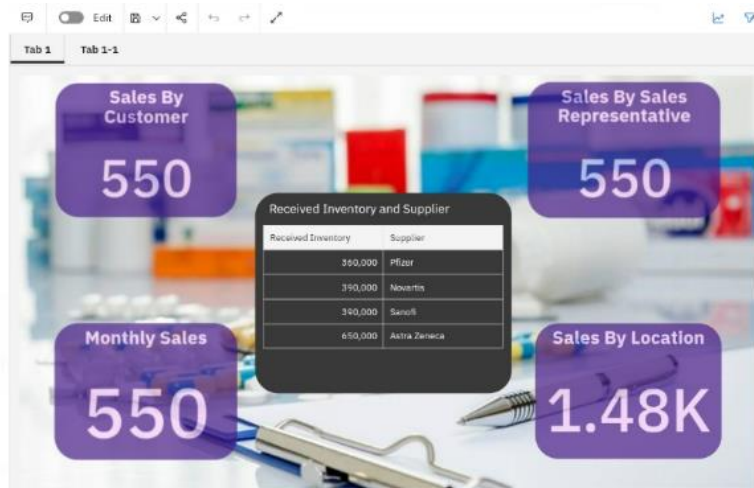 Edit
Tab 1
Tab 1-1
Sales By
Customer
550
Sales By Sales
Representative
550
Received Inventory and Supplier
Received Inventory
Supplier
360,000
Pfizer
390,000
Novartis
390,000
Sanofi
650,000
Astra Zeneca
Monthly Sales
550
Sales By Location
1.48K